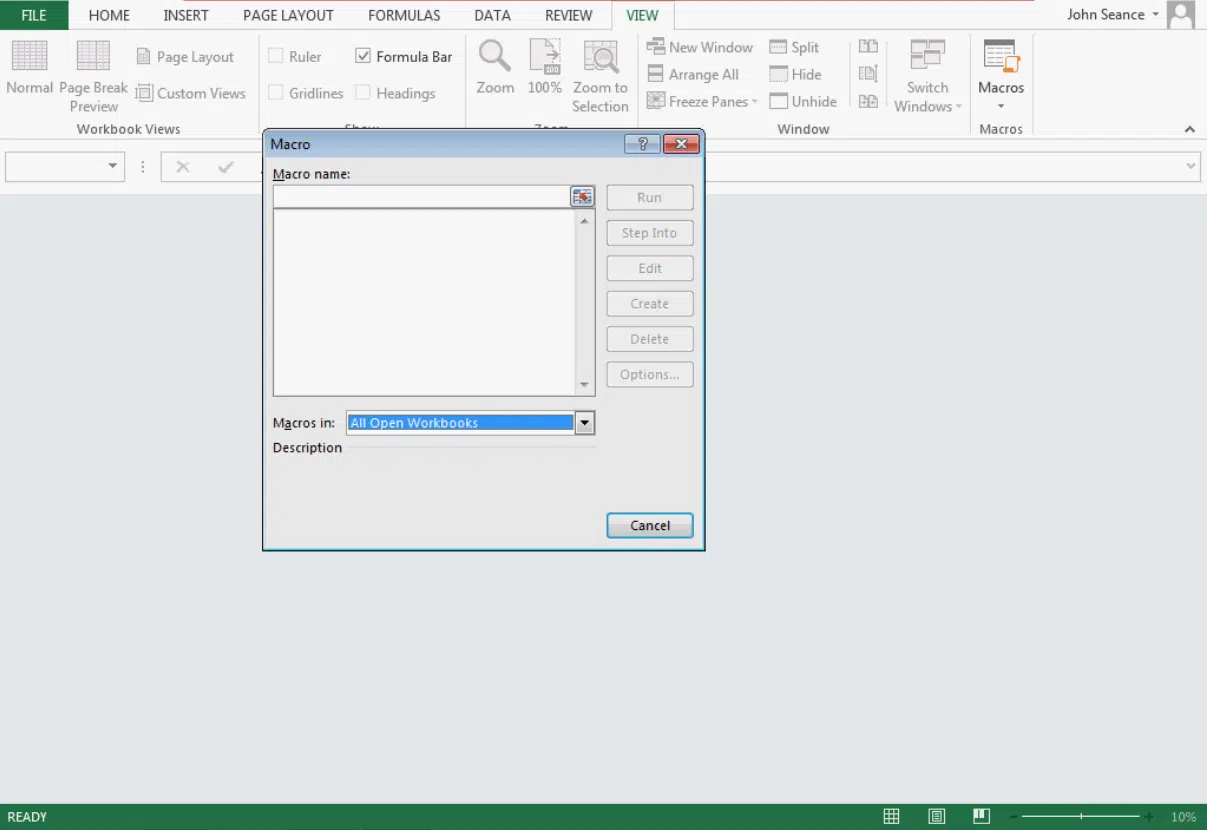 FILE HOME INSERT PAGE LAYOUT FORMULAS DATA REVIEW VIEW John Seance
Normal Page Break Preview Page Layout Custom Views
Workbook Views
Ruler Formula Bar
Gridlines Headings
Zoom 100% Zoom to Selection
New Window Split
Arrange All Hide
Freeze Panes Unhide
Switch Windows
Window
Macros
Macros
Macro ?
Macro name:
Run
Step Into
Edit
Create
Delete
Options...
Macros in: All Open Workbooks
Description
Cancel
READY 10%